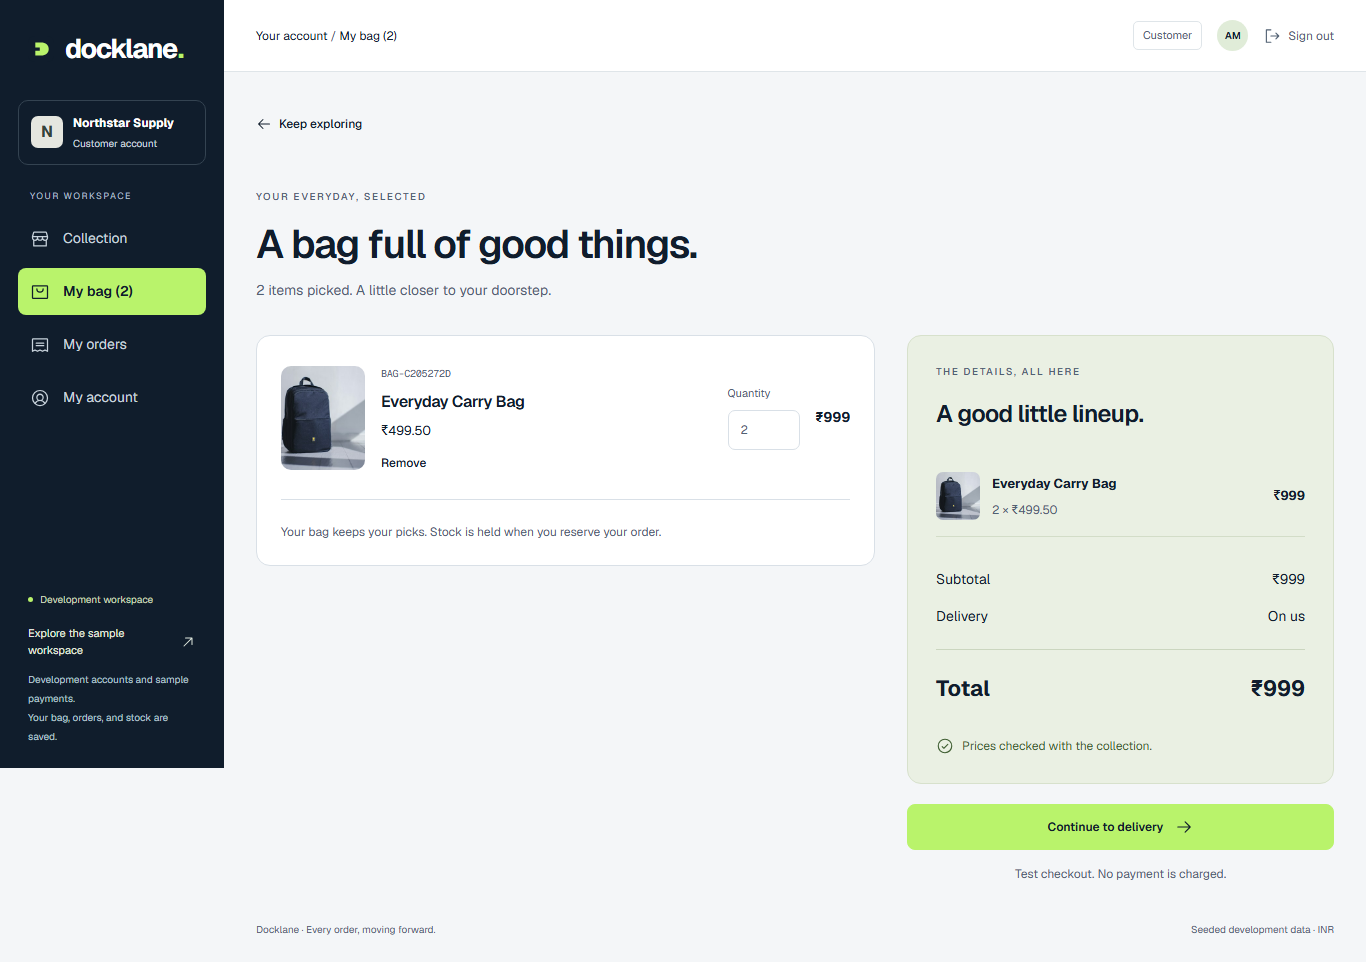 docklane.
N
Northstar Supply
Customer account
YOUR WORKSPACE
Collection
My bag (2)
My orders
My account
Development workspace
Explore the sample
workspace
Development accounts and sample
payments.
Your bag, orders, and stock are
saved.
Your account / My bag (2)
Customer
AM
Sign out
Keep exploring
YOUR EVERYDAY, SELECTED
A bag full of good things.
2 items picked. A little closer to your doorstep.
BAG-C205272D
Everyday Carry Bag
₹499.50
Remove
Quantity
2
₹999
Your bag keeps your picks. Stock is held when you reserve your order.
THE DETAILS, ALL HERE
A good little lineup.
Everyday Carry Bag
2 × ₹499.50
₹999
Subtotal ₹999
Delivery On us
Total ₹999
Prices checked with the collection.
Continue to delivery
Test checkout. No payment is charged.
Docklane · Every order, moving forward.
Seeded development data · INR